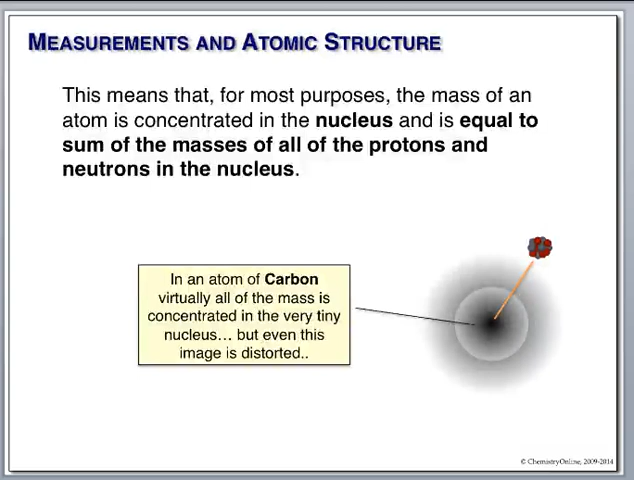 MEASUREMENTS AND ATOMIC STRUCTURE
This means that, for most purposes, the mass of an
atom is concentrated in the nucleus and is equal to
sum of the masses of all of the protons and
neutrons in the nucleus.
In an atom of Carbon
virtually all of the mass is
concentrated in the very tiny
nucleus… but even this
image is distorted..
© ChemistryOnline, 2009-2014